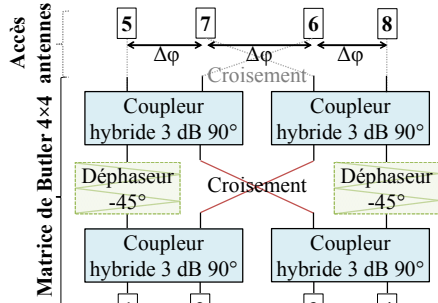 Accès
antennes
5 7 6 8
Δφ Δφ Δφ
Croisement
Matrice de Butler 4×4
Coupleur
hybride 3 dB 90°
Coupleur
hybride 3 dB 90°
Déphaseur
-45°
Croisement
Déphaseur
-45°
Coupleur
hybride 3 dB 90°
Coupleur
hybride 3 dB 90°